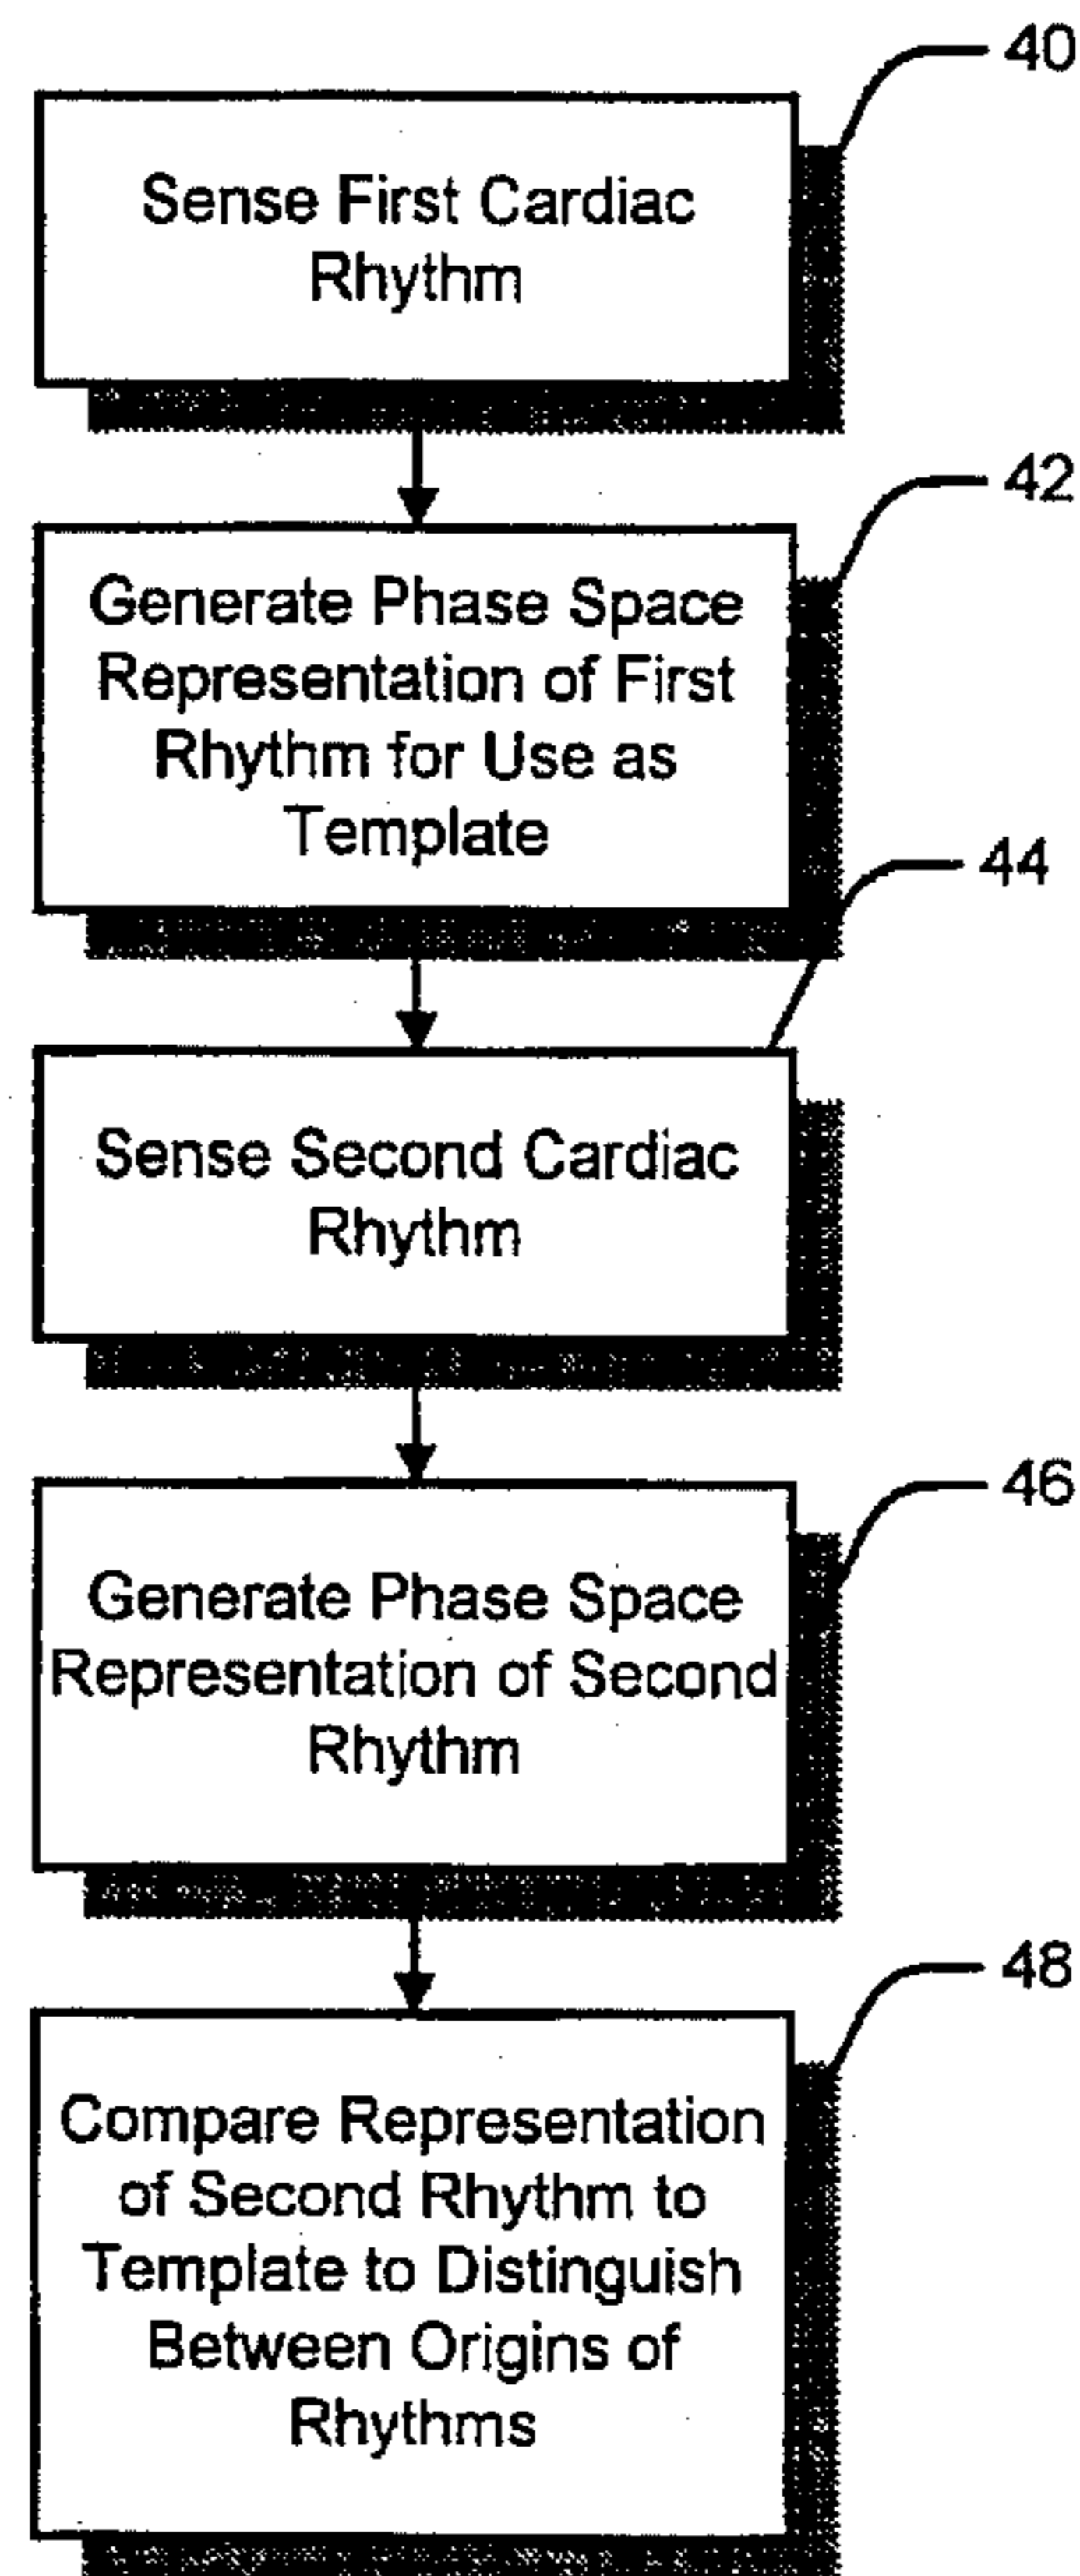 40
Sense First Cardiac
Rhythm
42
Generate Phase Space
Representation of First
Rhythm for Use as
Template
44
Sense Second Cardiac
Rhythm
46
Generate Phase Space
Representation of Second
Rhythm
48
Compare Representation
of Second Rhythm to
Template to Distinguish
Between Origins of
Rhythms